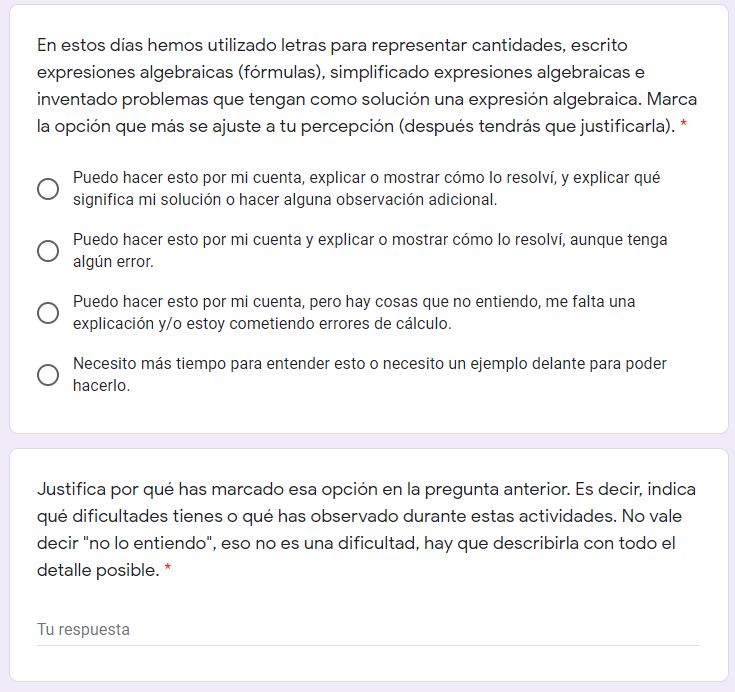 En estos días hemos utilizado letras para representar cantidades, escrito
expresiones algebraicas (fórmulas), simplificado expresiones algebraicas e
inventado problemas que tengan como solución una expresión algebraica. Marca
la opción que más se ajuste a tu percepción (después tendrás que justificarla). *
Puedo hacer esto por mi cuenta, explicar o mostrar cómo lo resolví, y explicar qué
significa mi solución o hacer alguna observación adicional.
Puedo hacer esto por mi cuenta y explicar o mostrar cómo lo resolví, aunque tenga
algún error.
Puedo hacer esto por mi cuenta, pero hay cosas que no entiendo, me falta una
explicación y/o estoy cometiendo errores de cálculo.
Necesito más tiempo para entender esto o necesito un ejemplo delante para poder
hacerlo.
Justifica por qué has marcado esa opción en la pregunta anterior. Es decir, indica
qué dificultades tienes o qué has observado durante estas actividades. No vale
decir "no lo entiendo", eso no es una dificultad, hay que describirla con todo el
detalle posible. *
Tu respuesta